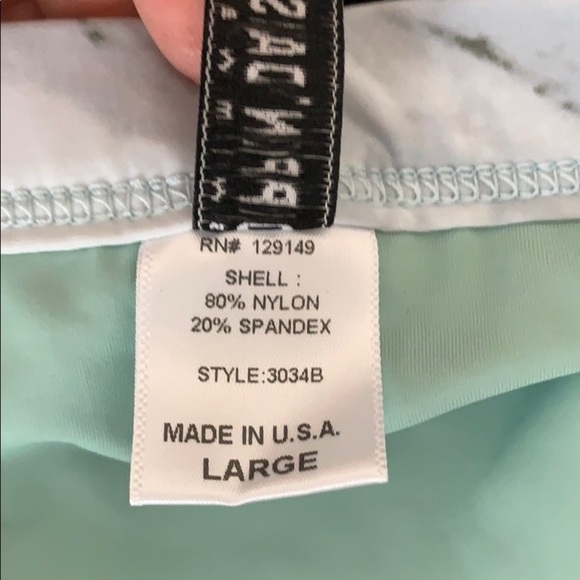 RN# 129149
SHELL :
80% NYLON
20% SPANDEX
STYLE:3034B
MADE IN U.S.A.
LARGE